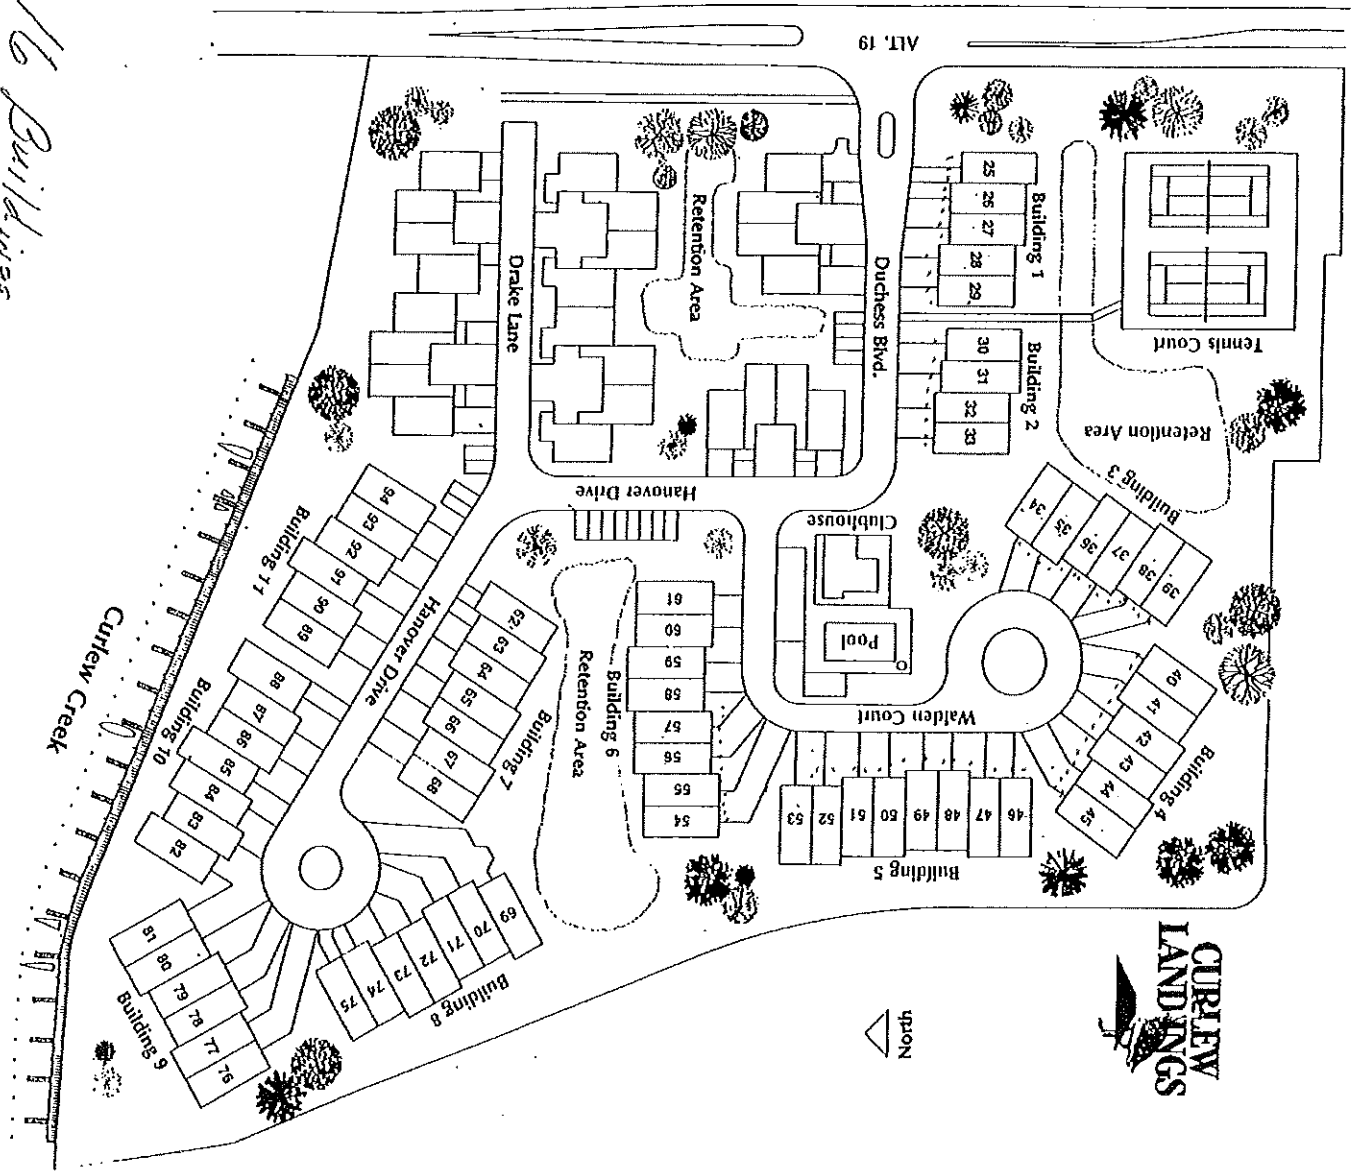 16 Buildings
ALT. 19
Tennis Court
Building 1
25
26
27
28
29
Duchess Blvd.
Retention Area
Drake Lane
Building 2
30
31
32
33
Retention Area
Building 3
34
35
36
37
38
39
Hanover Drive
Clubhouse
Pool
Walden Court
Building 4
40
41
42
43
44
45
Building 5
46
47
48
49
50
51
52
53
Building 6
61
60
59
58
57
56
55
54
Retention Area
Building 7
62
63
64
65
66
67
68
Hanover Drive
Building 11
94
93
92
91
90
89
Building 10
88
87
86
85
84
83
82
Building 8
69
70
71
72
73
74
75
Building 9
81
80
79
78
77
76
Curlew Creek
North
CURLEW
LANDINGS